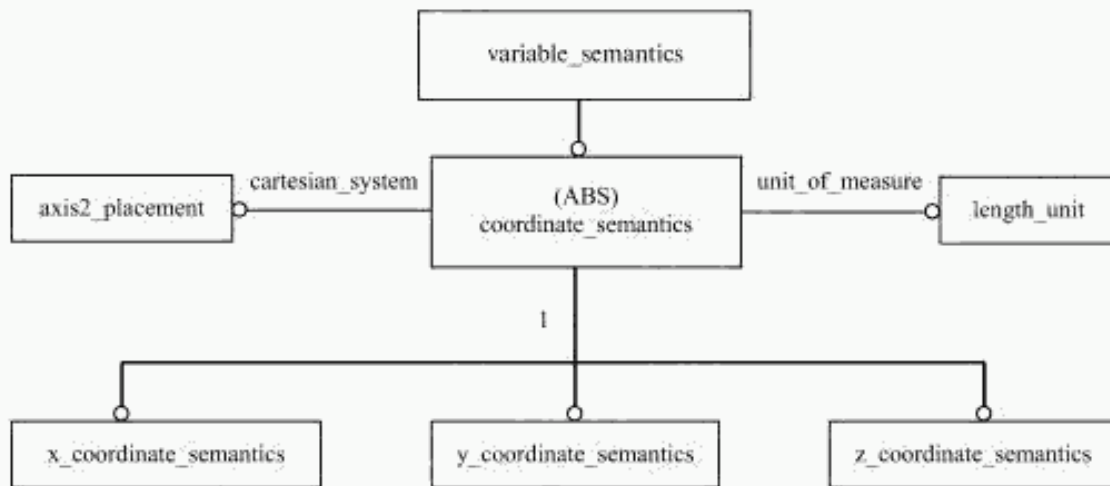 variable_semantics
cartesian_system
unit_of_measure
axis2_placement
(ABS)
coordinate_semantics
length_unit
1
x_coordinate_semantics
y_coordinate_semantics
z_coordinate_semantics